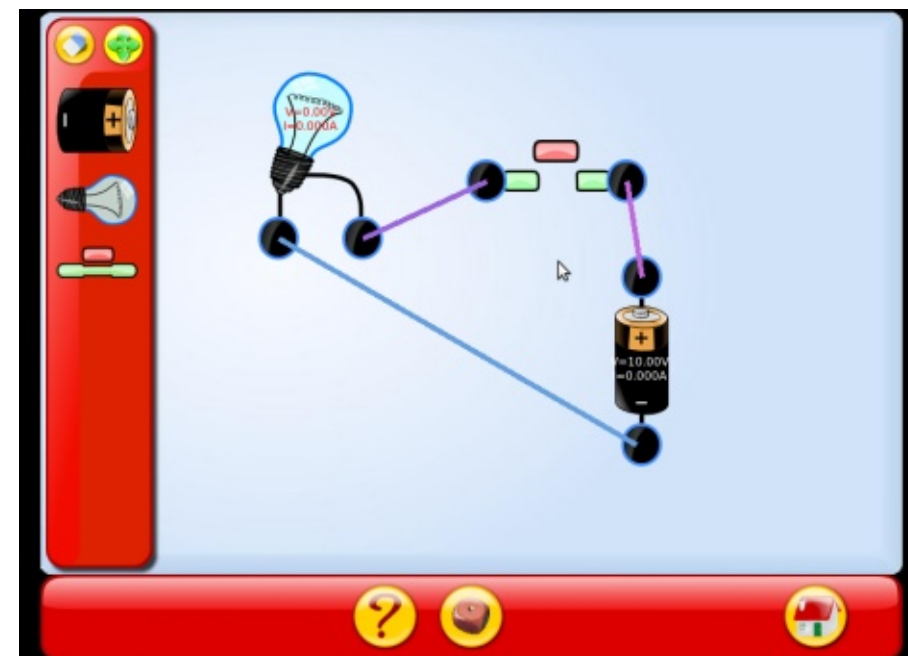 V=0.00V
I=0.000A
+
-
+
=10.00V
=0.000A
-
?